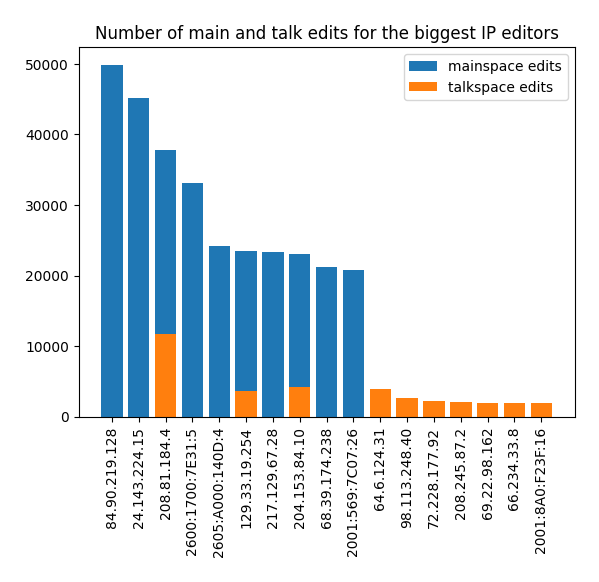 Number of main and talk edits for the biggest IP editors
mainspace edits
talkspace edits
50000
40000
30000
20000
10000
0
84.90.219.128
24.143.224.15
208.81.184.4
2600:1700:7E31:5
2605:A000:140D:4
129.33.19.254
217.129.67.28
204.153.84.10
68.39.174.238
2001:569:7C07:26
64.6.124.31
98.113.248.40
72.228.177.92
208.245.87.2
69.22.98.162
66.234.33.8
2001:8A0:F23F:16